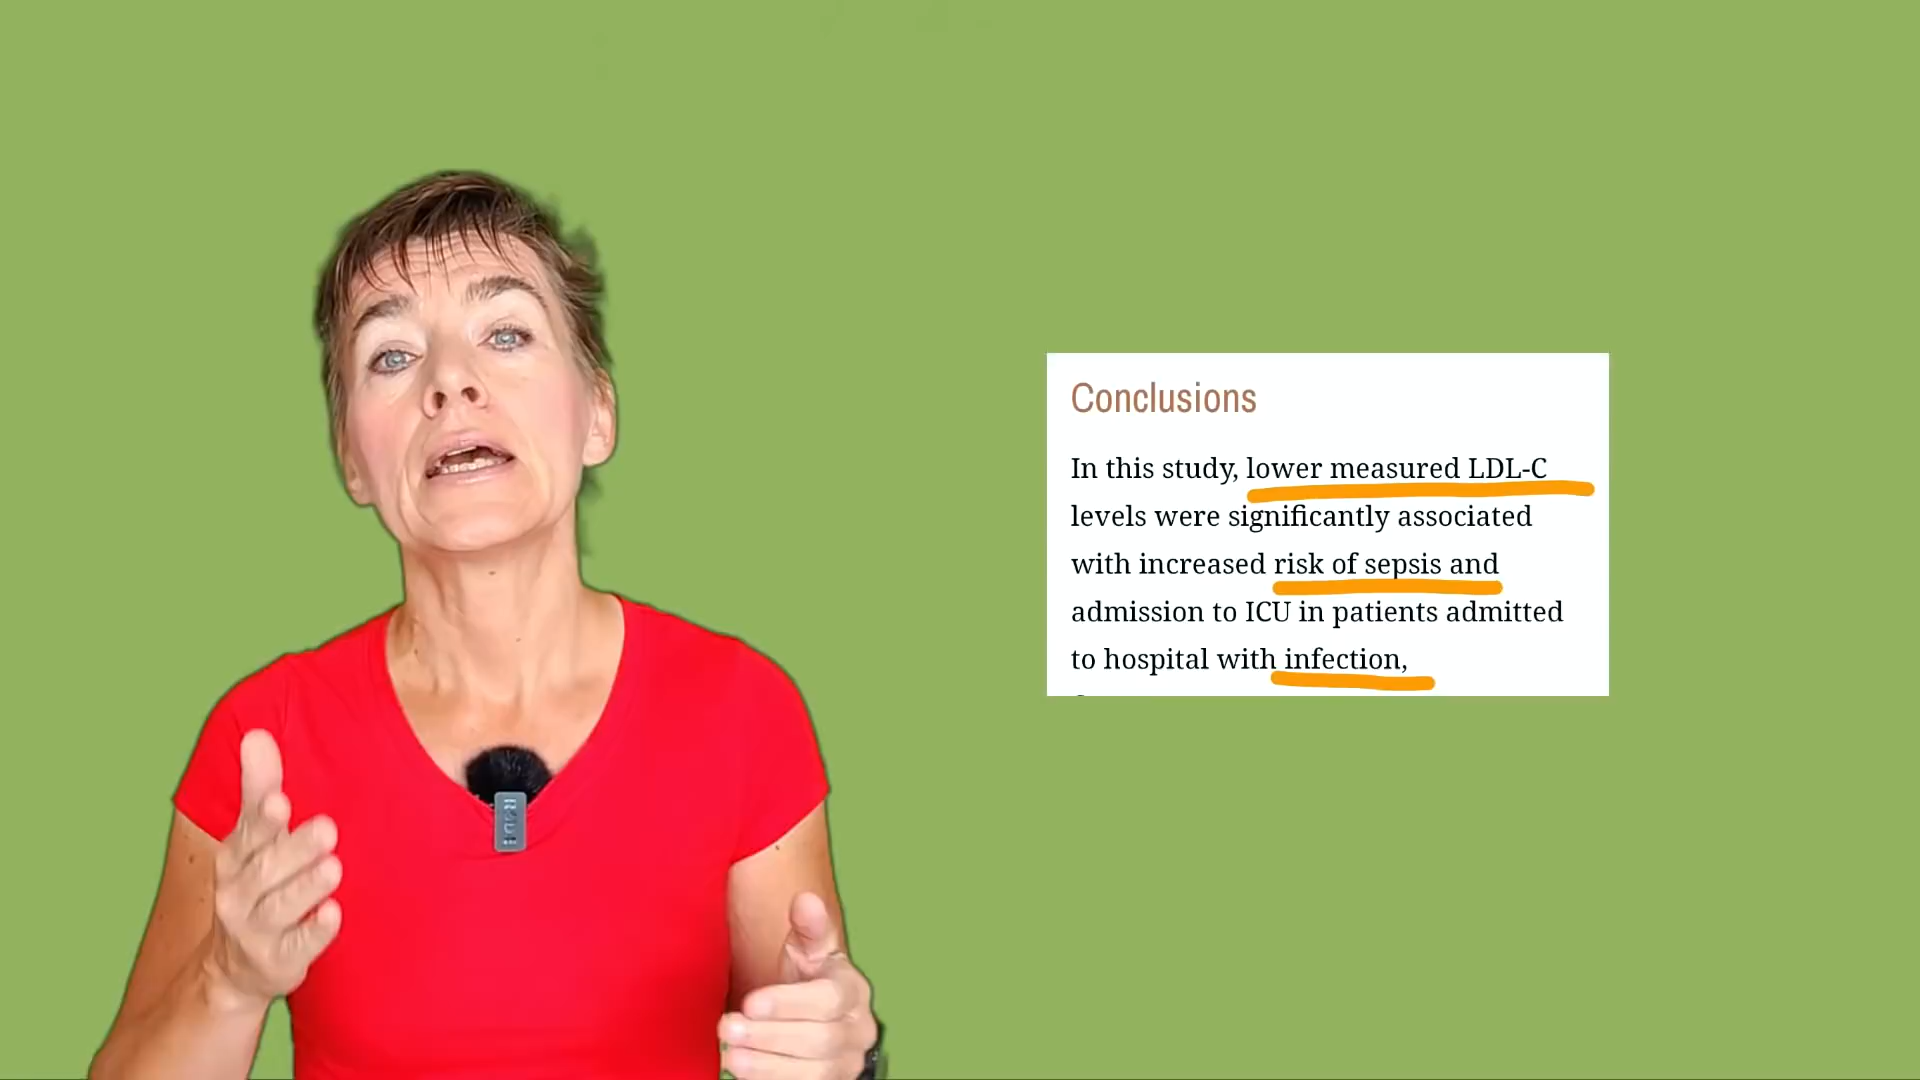 Conclusions
In this study, lower measured LDL-C
levels were significantly associated
with increased risk of sepsis and
admission to ICU in patients admitted
to hospital with infection,